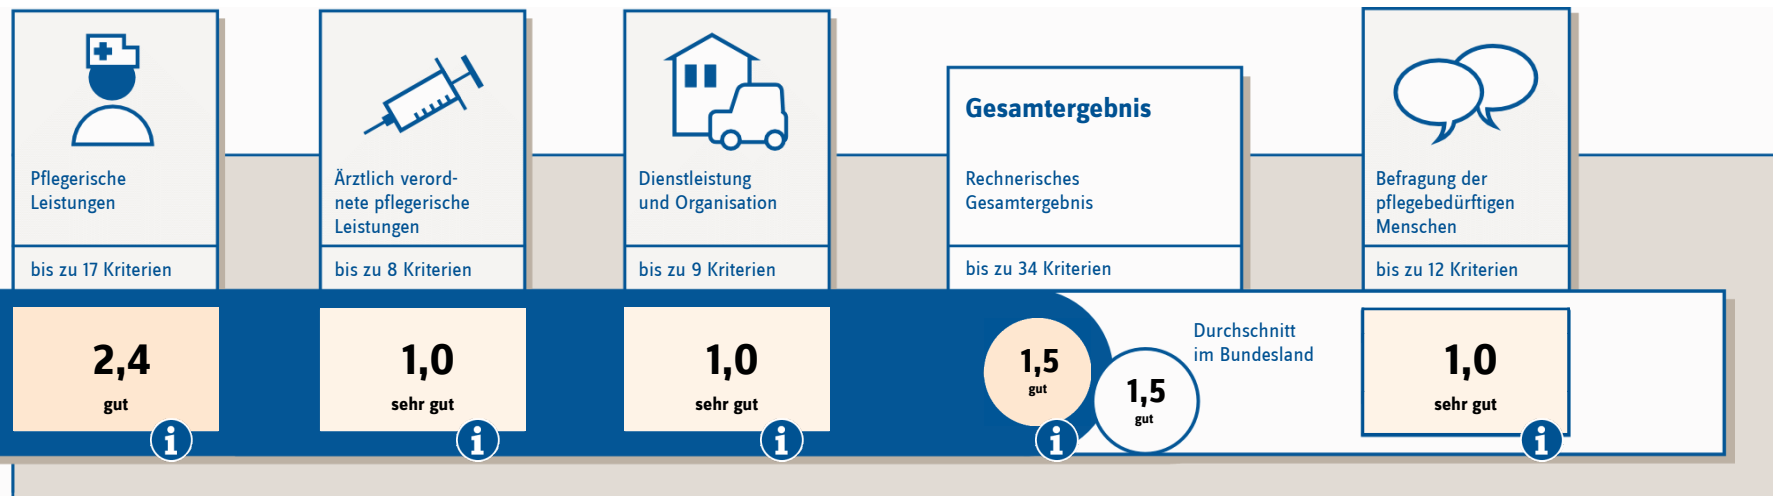 Pflegerische
Leistungen
bis zu 17 Kriterien
2,4
gut
Ärztlich verord-
nete pflegerische
Leistungen
bis zu 8 Kriterien
1,0
sehr gut
Dienstleistung
und Organisation
bis zu 9 Kriterien
1,0
sehr gut
Gesamtergebnis
Rechnerisches
Gesamtergebnis
bis zu 34 Kriterien
1,5
gut
1,5
gut
Durchschnitt
im Bundesland
Befragung der
pflegebedürftigen
Menschen
bis zu 12 Kriterien
1,0
sehr gut